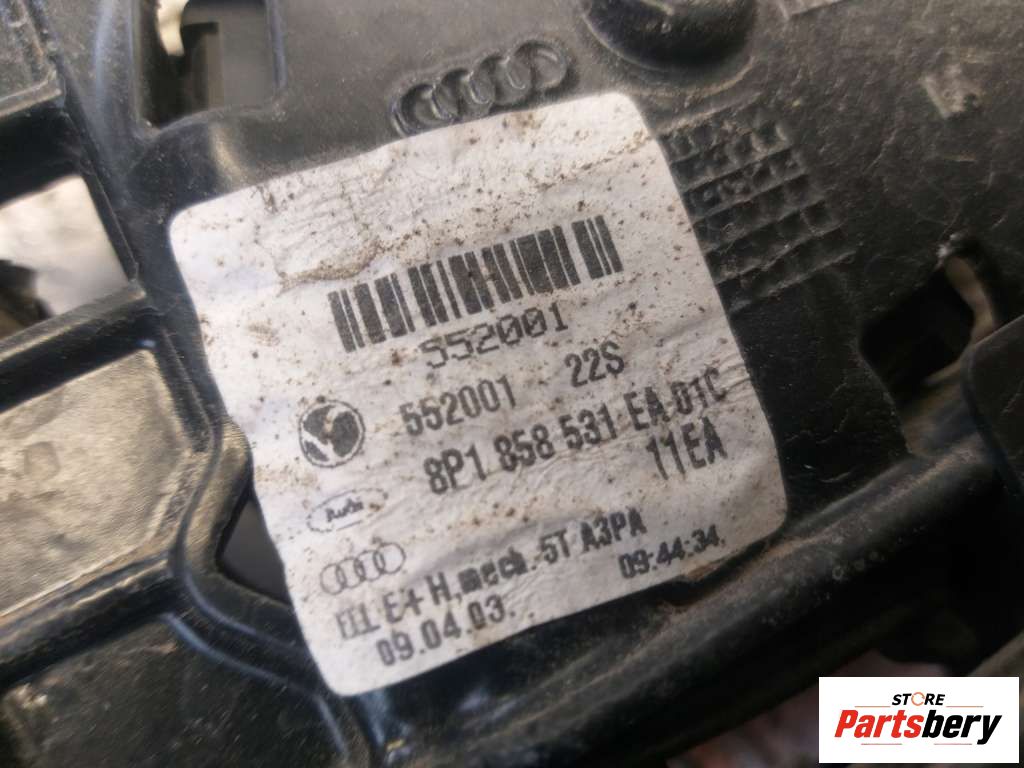 552001
552001 22S
8P1 858 531 EA 01C
11EA
Audi
E+H,mech. 5T A3PA
09.04.03. 09:44:34
STORE
Partsbery